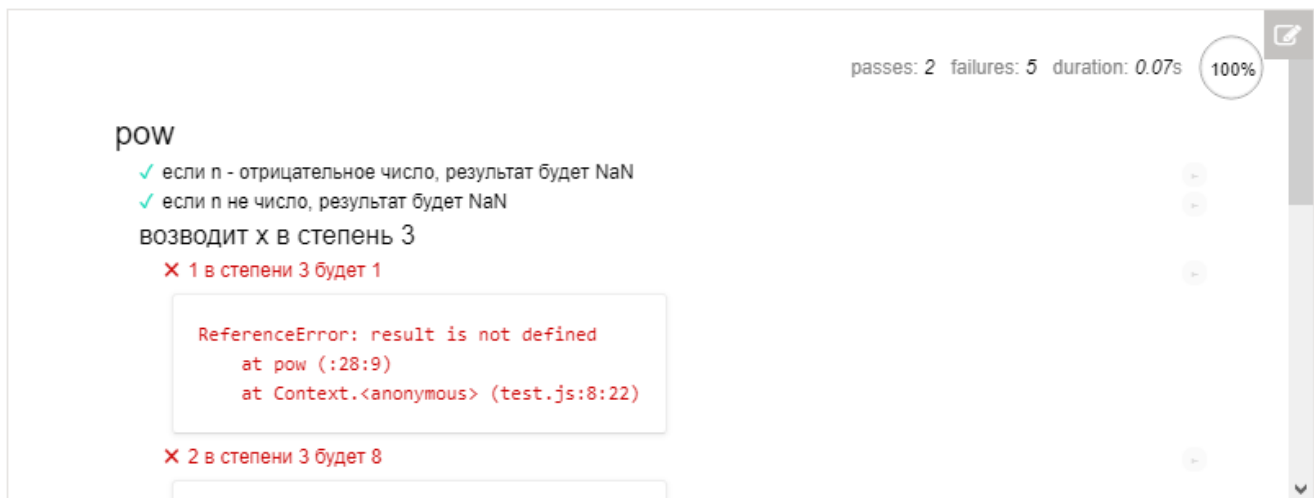 passes: 2 failures: 5 duration: 0.07s 100%
pow
✓ если n - отрицательное число, результат будет NaN
✓ если n не число, результат будет NaN
возводит x в степень 3
✕ 1 в степени 3 будет 1
ReferenceError: result is not defined
at pow (:28:9)
at Context.<anonymous> (test.js:8:22)
✕ 2 в степени 3 будет 8